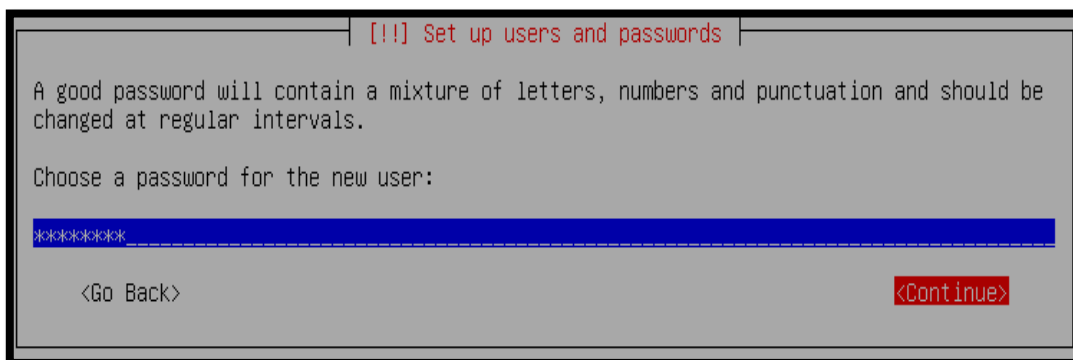 [!!] Set up users and passwords
A good password will contain a mixture of letters, numbers and punctuation and should be
changed at regular intervals.
Choose a password for the new user:
********
<Go Back> <Continue>